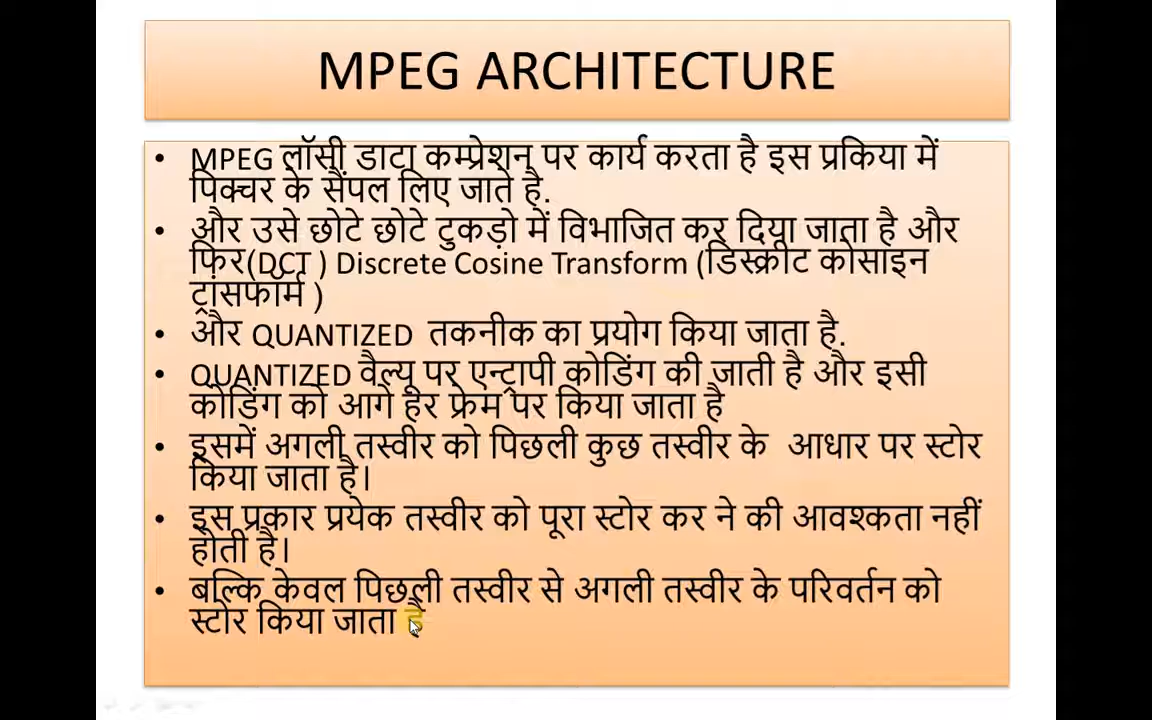 MPEG ARCHITECTURE
• MPEG लॉसी डाटा कम्प्रेशन पर कार्य करता है इस प्रकिया में
पिक्चर के सैंपल लिए जाते है.
• और उसे छोटे छोटे टुकड़ो में विभाजित कर दिया जाता है और
फिर(DCT ) Discrete Cosine Transform (डिस्क्रीट कोसाइन
ट्रांसफॉर्म )
• और QUANTIZED तकनीक का प्रयोग किया जाता है.
• QUANTIZED वैल्यू पर एन्ट्रापी कोडिंग की जाती है और इसी
कोडिंग को आगे हर फ्रेम पर किया जाता है
• इसमें अगली तस्वीर को पिछली कुछ तस्वीर के आधार पर स्टोर
किया जाता है।
• इस प्रकार प्रयेक तस्वीर को पूरा स्टोर कर ने की आवश्कता नहीं
होती है।
• बल्कि केवल पिछली तस्वीर से अगली तस्वीर के परिवर्तन को
स्टोर किया जाता है